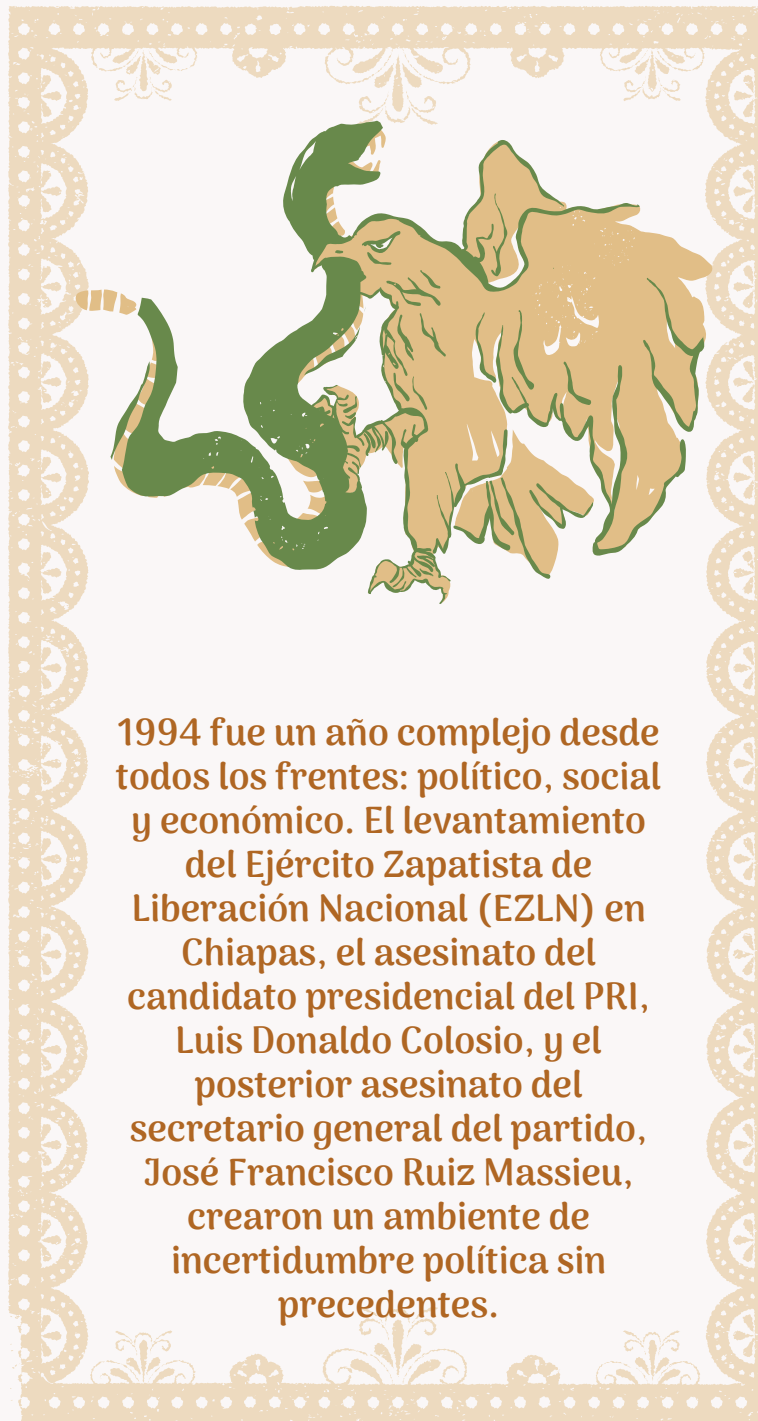 1994 fue un año complejo desde
todos los frentes: político, social
y económico. El levantamiento
del Ejército Zapatista de
Liberación Nacional (EZLN) en
Chiapas, el asesinato del
candidato presidencial del PRI,
Luis Donaldo Colosio, y el
posterior asesinato del
secretario general del partido,
José Francisco Ruiz Massieu,
crearon un ambiente de
incertidumbre política sin
precedentes.